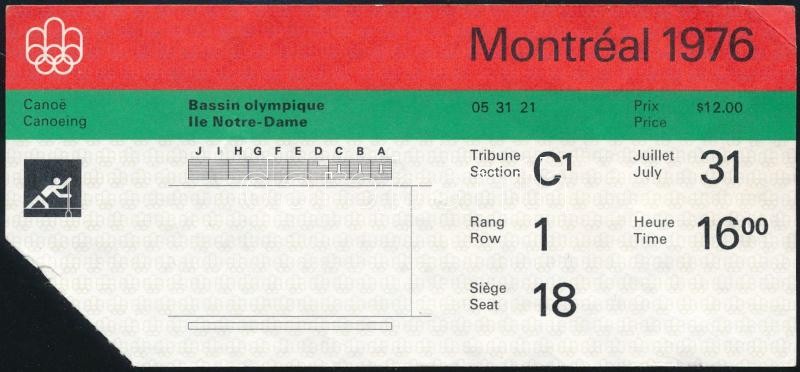 Montréal 1976
Canoë
Canoeing
Bassin olympique
Ile Notre-Dame
05 31 21
Prix
Price
$12.00
J I H G F E D C B A
Tribune
Section
C1
Juillet
July
31
Rang
Row
1
Heure
Time
1600
Siège
Seat
18